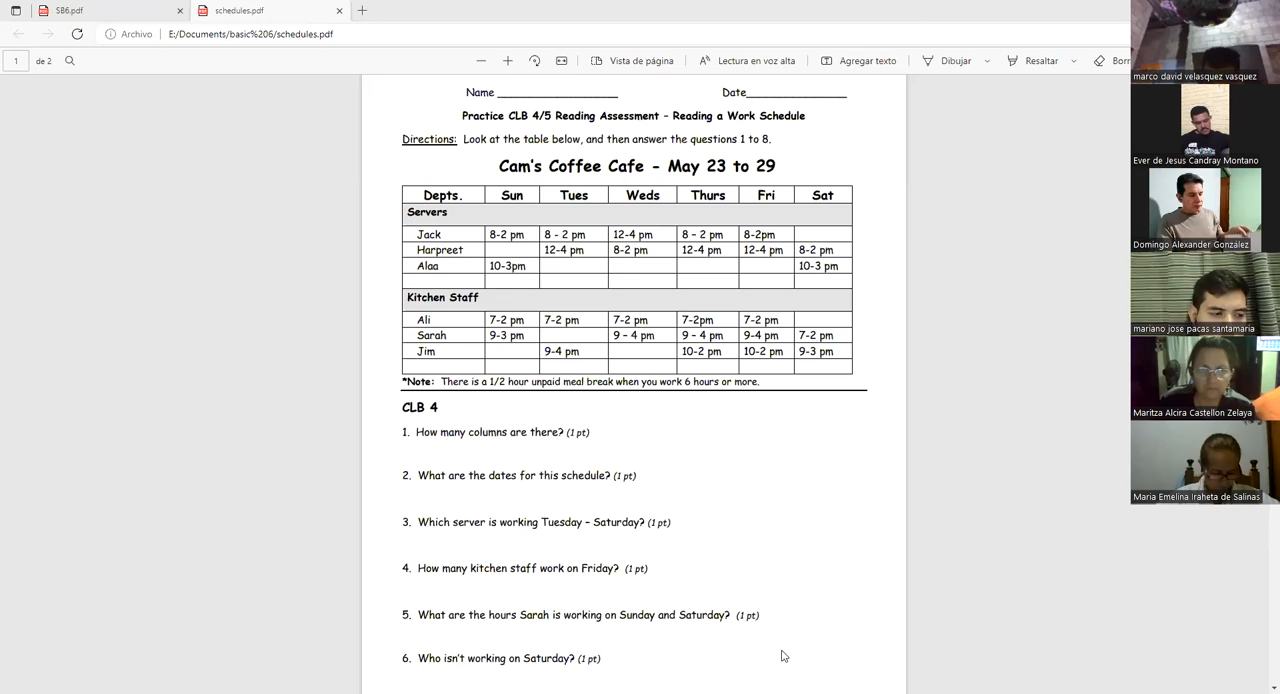 SB6.pdf
schedules.pdf
Archivo E:/Documents/basic%206/schedules.pdf
1 de 2 Vista de página Lectura en voz alta Agregar texto Dibujar Resaltar Borr
Name __________________ Date________________
Practice CLB 4/5 Reading Assessment – Reading a Work Schedule
Directions: Look at the table below, and then answer the questions 1 to 8.
Cam's Coffee Cafe - May 23 to 29
Depts. Sun Tues Weds Thurs Fri Sat
Servers
Jack 8-2 pm 8 - 2 pm 12-4 pm 8 – 2 pm 8-2pm
Harpreet 12-4 pm 8-2 pm 12-4 pm 12-4 pm 8-2 pm
Alaa 10-3pm 10-3 pm
Kitchen Staff
Ali 7-2 pm 7-2 pm 7-2 pm 7-2pm 7-2 pm
Sarah 9-3 pm 9 – 4 pm 9 – 4 pm 9-4 pm 7-2 pm
Jim 9-4 pm 10-2 pm 10-2 pm 9-3 pm
*Note: There is a 1/2 hour unpaid meal break when you work 6 hours or more.
CLB 4
1. How many columns are there? (1 pt)
2. What are the dates for this schedule? (1 pt)
3. Which server is working Tuesday – Saturday? (1 pt)
4. How many kitchen staff work on Friday? (1 pt)
5. What are the hours Sarah is working on Sunday and Saturday? (1 pt)
6. Who isn't working on Saturday? (1 pt)
marco david velasquez vasquez
Ever de Jesus Candray Montano
Domingo Alexander González
mariano jose pacas santamaria
Maritza Alcira Castellon Zelaya
Maria Emelina Iraheta de Salinas